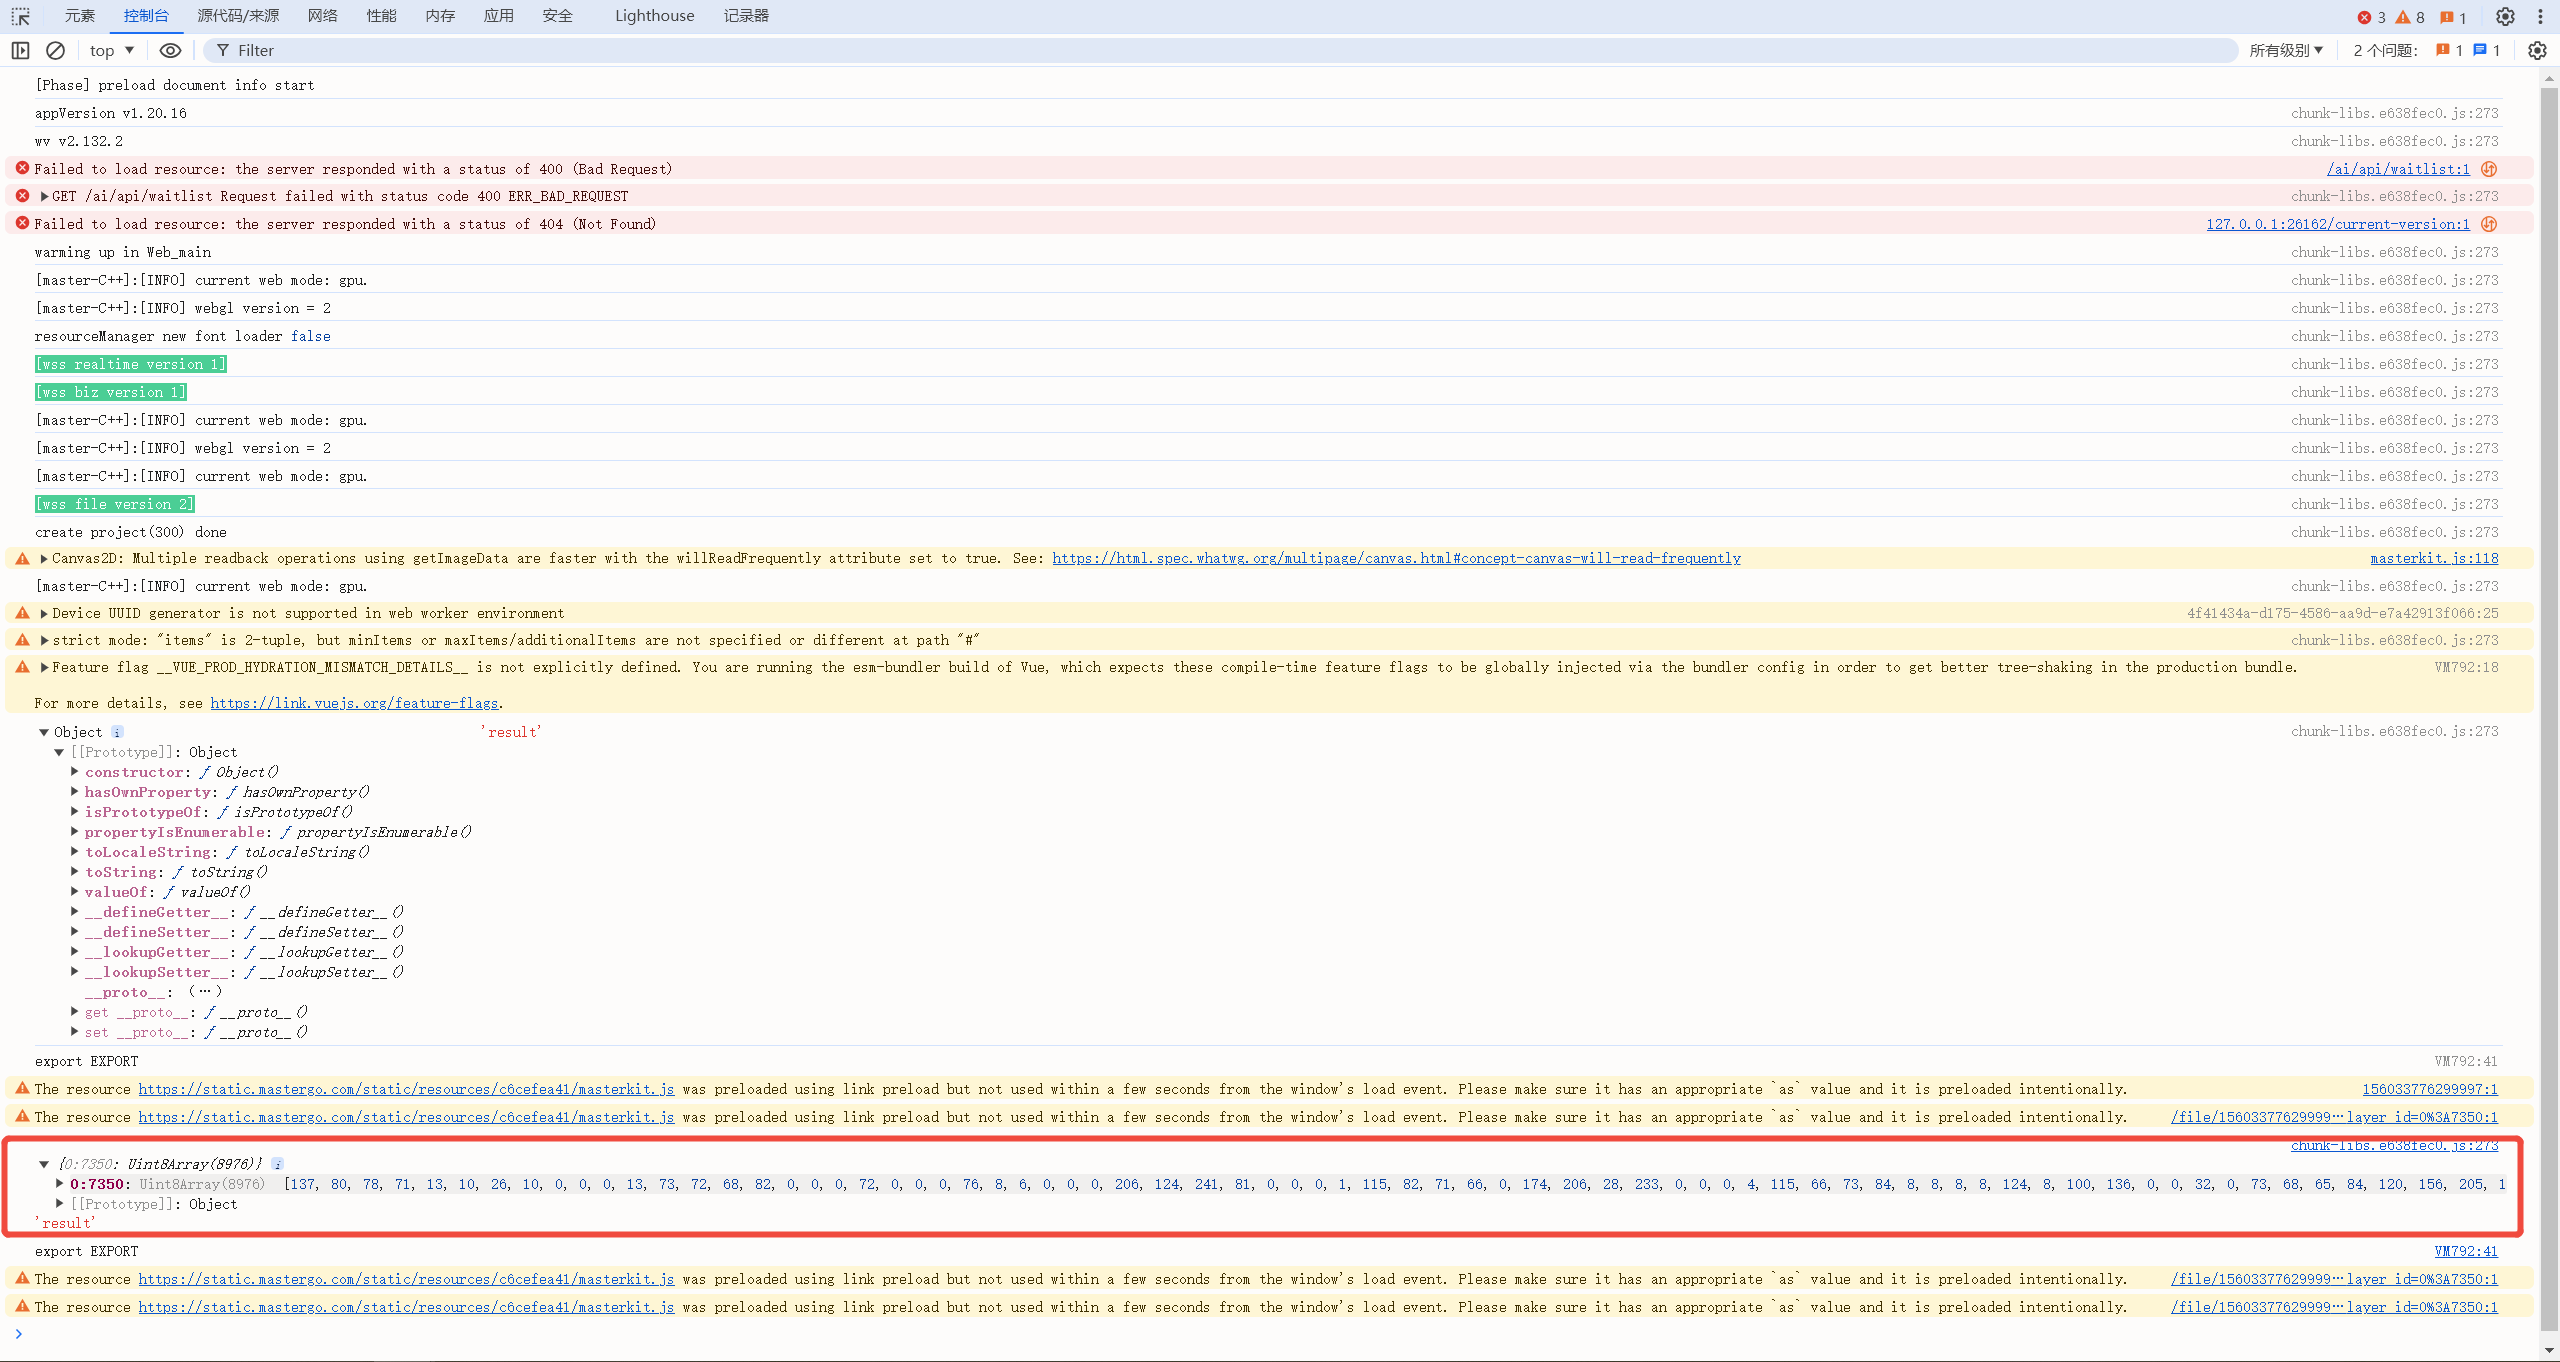 元素 控制台 源代码/来源 网络 性能 内存 应用 安全 Lighthouse 记录器 3 8 1
top Filter 所有级别 2 个问题: 1 1
[Phase] preload document info start
appVersion v1.20.16 chunk-libs.e638fec0.js:273
wv v2.132.2 chunk-libs.e638fec0.js:273
Failed to load resource: the server responded with a status of 400 (Bad Request) /ai/api/waitlist:1
GET /ai/api/waitlist Request failed with status code 400 ERR_BAD_REQUEST chunk-libs.e638fec0.js:273
Failed to load resource: the server responded with a status of 404 (Not Found) 127.0.0.1:26162/current-version:1
warming up in Web_main chunk-libs.e638fec0.js:273
[master-C++]:[INFO] current web mode: gpu. chunk-libs.e638fec0.js:273
[master-C++]:[INFO] webgl version = 2 chunk-libs.e638fec0.js:273
resourceManager new font loader false chunk-libs.e638fec0.js:273
[wss realtime version 1] chunk-libs.e638fec0.js:273
[wss biz version 1] chunk-libs.e638fec0.js:273
[master-C++]:[INFO] current web mode: gpu. chunk-libs.e638fec0.js:273
[master-C++]:[INFO] webgl version = 2 chunk-libs.e638fec0.js:273
[master-C++]:[INFO] current web mode: gpu. chunk-libs.e638fec0.js:273
[wss file version 2] chunk-libs.e638fec0.js:273
create project(300) done chunk-libs.e638fec0.js:273
Canvas2D: Multiple readback operations using getImageData are faster with the willReadFrequently attribute set to true. See: https://html.spec.whatwg.org/multipage/canvas.html#concept-canvas-will-read-frequently masterkit.js:118
[master-C++]:[INFO] current web mode: gpu. chunk-libs.e638fec0.js:273
Device UUID generator is not supported in web worker environment 4f41434a-d175-4586-aa9d-e7a42913f066:25
strict mode: "items" is 2-tuple, but minItems or maxItems/additionalItems are not specified or different at path "#" chunk-libs.e638fec0.js:273
Feature flag __VUE_PROD_HYDRATION_MISMATCH_DETAILS__ is not explicitly defined. You are running the esm-bundler build of Vue, which expects these compile-time feature flags to be globally injected via the bundler config in order to get better tree-shaking in the production bundle. VM792:18
For more details, see https://link.vuejs.org/feature-flags.
Object i 'result' chunk-libs.e638fec0.js:273
[[Prototype]]: Object
constructor: ƒ Object()
hasOwnProperty: ƒ hasOwnProperty()
isPrototypeOf: ƒ isPrototypeOf()
propertyIsEnumerable: ƒ propertyIsEnumerable()
toLocaleString: ƒ toLocaleString()
toString: ƒ toString()
valueOf: ƒ valueOf()
__defineGetter__: ƒ __defineGetter__()
__defineSetter__: ƒ __defineSetter__()
__lookupGetter__: ƒ __lookupGetter__()
__lookupSetter__: ƒ __lookupSetter__()
__proto__: (…)
get __proto__: ƒ __proto__()
set __proto__: ƒ __proto__()
export EXPORT VM792:41
The resource https://static.mastergo.com/static/resources/c6cefea41/masterkit.js was preloaded using link preload but not used within a few seconds from the window's load event. Please make sure it has an appropriate `as` value and it is preloaded intentionally. 156033776299997:1
The resource https://static.mastergo.com/static/resources/c6cefea41/masterkit.js was preloaded using link preload but not used within a few seconds from the window's load event. Please make sure it has an appropriate `as` value and it is preloaded intentionally. /file/15603377629999…layer_id=0%3A7350:1
chunk-libs.e638fec0.js:273
{0:7350: Uint8Array(8976)} i
0:7350: Uint8Array(8976) [137, 80, 78, 71, 13, 10, 26, 10, 0, 0, 0, 13, 73, 72, 68, 82, 0, 0, 0, 72, 0, 0, 0, 76, 8, 6, 0, 0, 0, 206, 124, 241, 81, 0, 0, 0, 1, 115, 82, 71, 66, 0, 174, 206, 28, 233, 0, 0, 0, 4, 115, 66, 73, 84, 8, 8, 8, 8, 124, 8, 100, 136, 0, 0, 32, 0, 73, 68, 65, 84, 120, 156, 205, 1
[[Prototype]]: Object
'result'
export EXPORT VM792:41
The resource https://static.mastergo.com/static/resources/c6cefea41/masterkit.js was preloaded using link preload but not used within a few seconds from the window's load event. Please make sure it has an appropriate `as` value and it is preloaded intentionally. /file/15603377629999…layer_id=0%3A7350:1
The resource https://static.mastergo.com/static/resources/c6cefea41/masterkit.js was preloaded using link preload but not used within a few seconds from the window's load event. Please make sure it has an appropriate `as` value and it is preloaded intentionally. /file/15603377629999…layer_id=0%3A7350:1